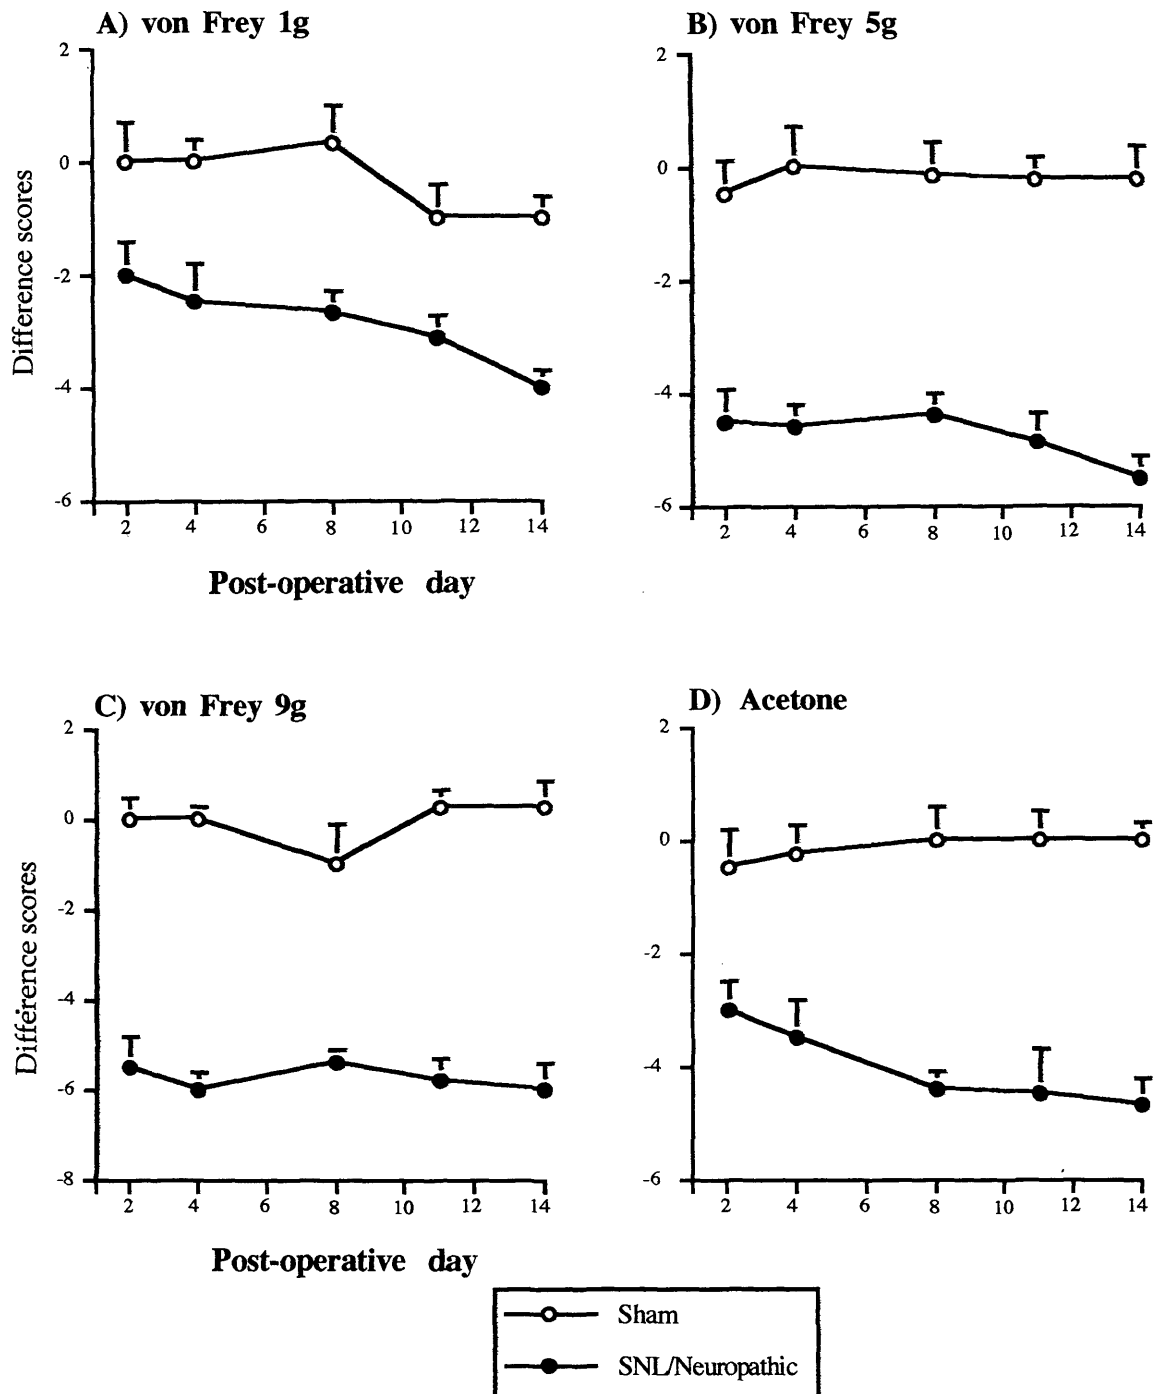 A) von Frey 1g
2
0
-2
-4
-6
Difference scores
2 4 6 8 10 12 14
Post-operative day
B) von Frey 5g
2
0
-2
-4
-6
2 4 6 8 10 12 14
C) von Frey 9g
2
0
-2
-4
-6
-8
Difference scores
2 4 6 8 10 12 14
Post-operative day
D) Acetone
2
0
-2
-4
-6
2 4 6 8 10 12 14
Sham
SNL/Neuropathic